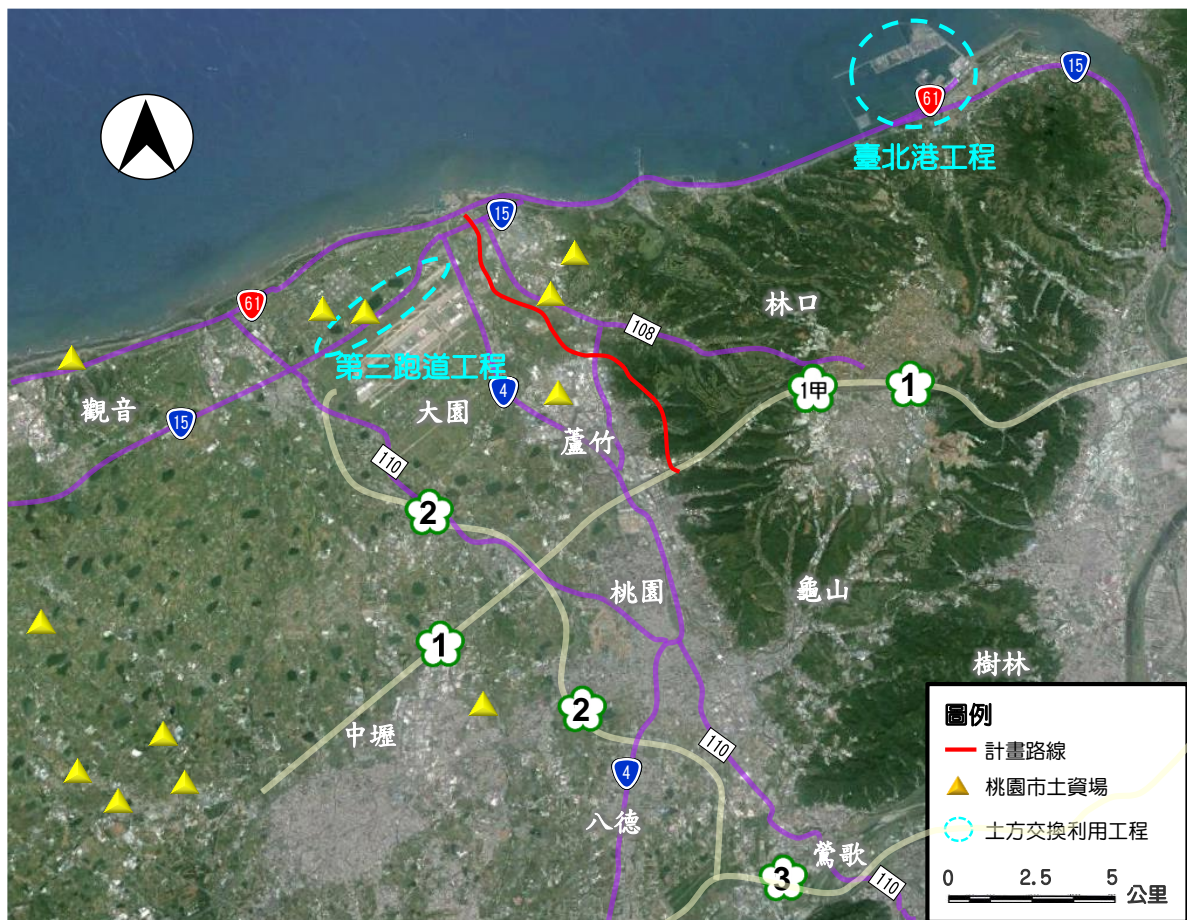 15
61
臺北港工程
15
61
林口
108
第三跑道工程
1甲
1
4
大園
觀音
15
蘆竹
110
2
桃園
龜山
1
樹林
2
中壢
110
4
八德
鶯歌
3
110
圖例
計畫路線
桃園市土資場
土方交換利用工程
0 2.5 5
公里